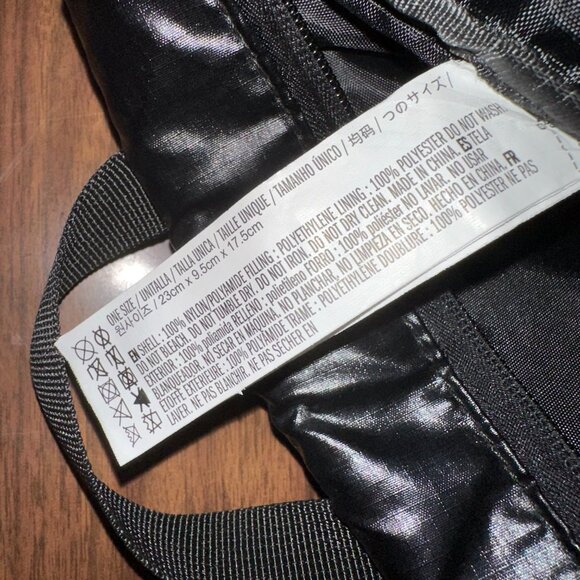 ONE SIZE / UNITALLA / TALLA ÚNICA / TAILLE UNIQUE / TAMANHO ÚNICO / 均码 / つのサイズ /
원사이즈 / 23cm x 9.5cm x 17.5cm
EN SHELL : 100% NYLON/POLYAMIDE FILLING : POLYETHYLENE LINING : 100% POLYESTER DO NOT WASH.
DO NOT BLEACH. DO NOT TUMBLE DRY. DO NOT IRON. DO NOT DRY CLEAN. MADE IN CHINA. ES TELA
EXTERIOR : 100% poliamida RELLENO : polietileno FORRO : 100% poliéster NO LAVAR. NO USAR
BLANQUEADOR. NO SECAR EN MAQUINA. NO PLANCHAR. NO LIMPIEZA EN SECO. HECHO EN CHINA. FR
ETOFFE EXTÉRIEURE : 100% POLYAMIDE TRAME : POLYETHYLENE DOUBLURE : 100% POLYESTER NE PAS
LAVER. NE PAS BLANCHIR. NE PAS SECHER EN